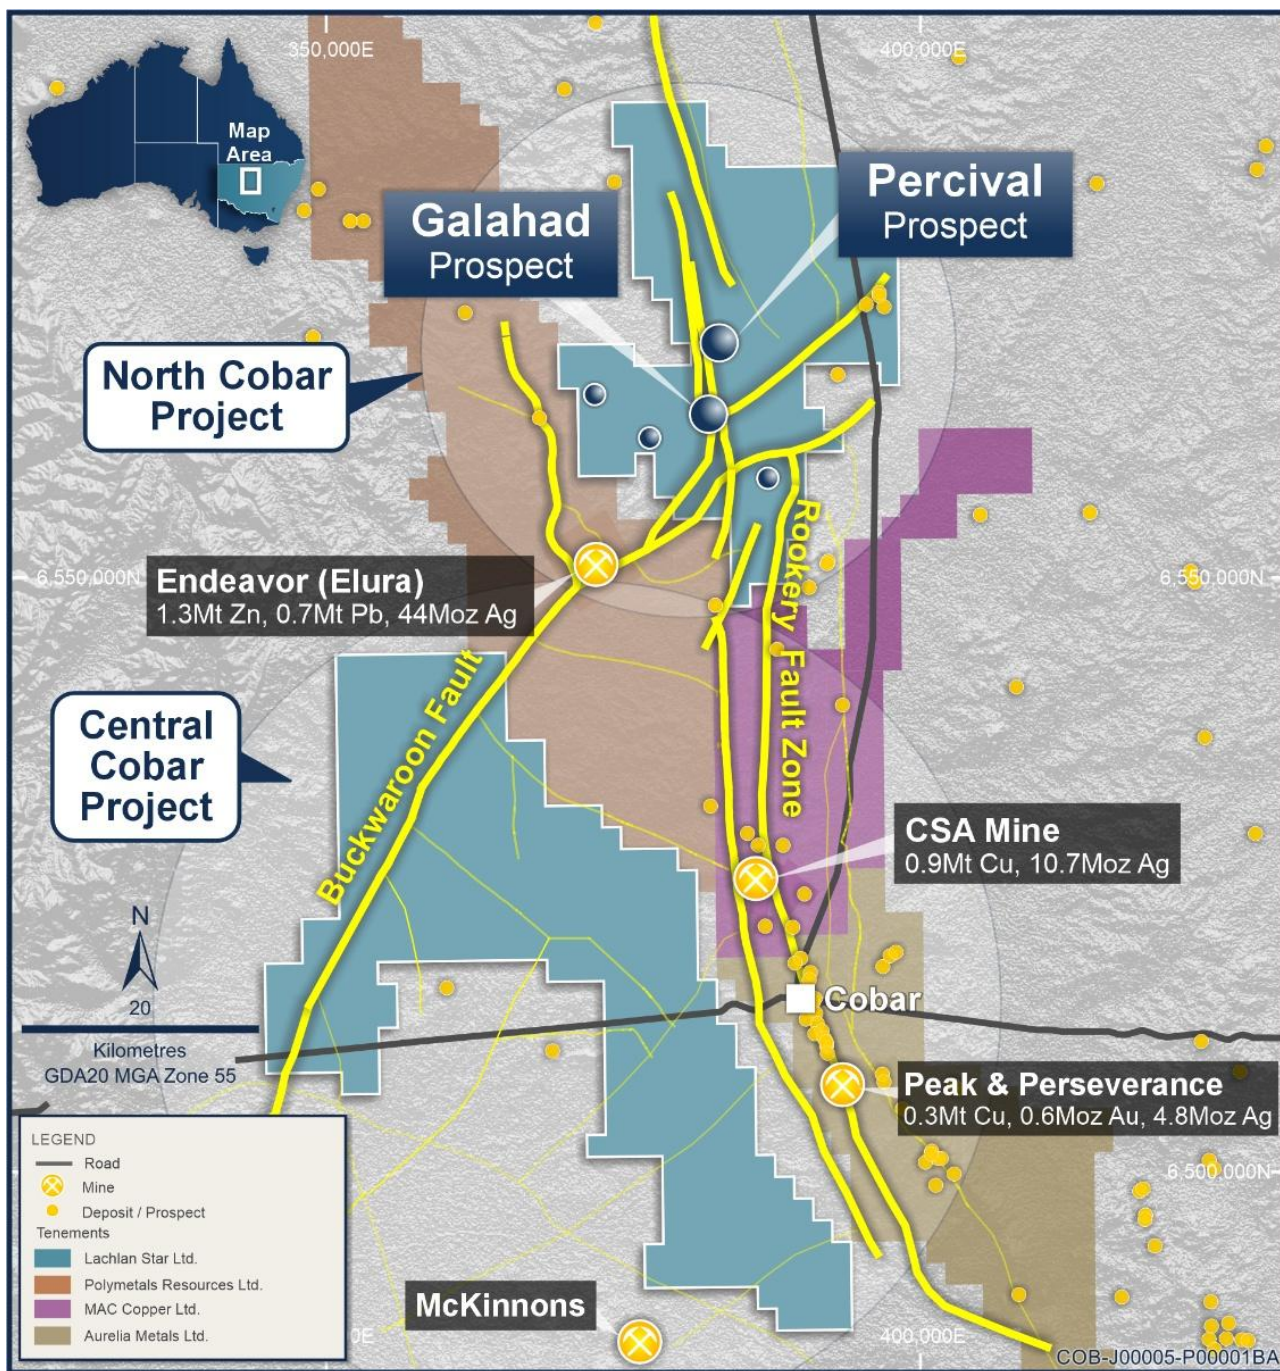 350,000E
400,000E
Map
Area
Percival
Prospect
Galahad
Prospect
North Cobar
Project
6,550,000N
6,550,000N
Endeavor (Elura)
1.3Mt Zn, 0.7Mt Pb, 44Moz Ag
Rookery Fault Zone
Buckwaroon Fault
Central
Cobar
Project
CSA Mine
0.9Mt Cu, 10.7Moz Ag
N
20
Kilometres
GDA20 MGA Zone 55
Cobar
Peak & Perseverance
0.3Mt Cu, 0.6Moz Au, 4.8Moz Ag
6,500,000N
LEGEND
Road
Mine
Deposit / Prospect
Tenements
Lachlan Star Ltd.
Polymetals Resources Ltd.
MAC Copper Ltd.
Aurelia Metals Ltd.
McKinnons
400,000E
COB-J00005-P00001BA